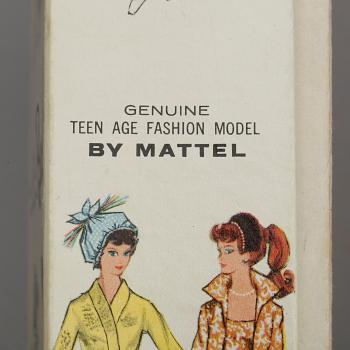 GENUINE
TEEN AGE FASHION MODEL
BY MATTEL